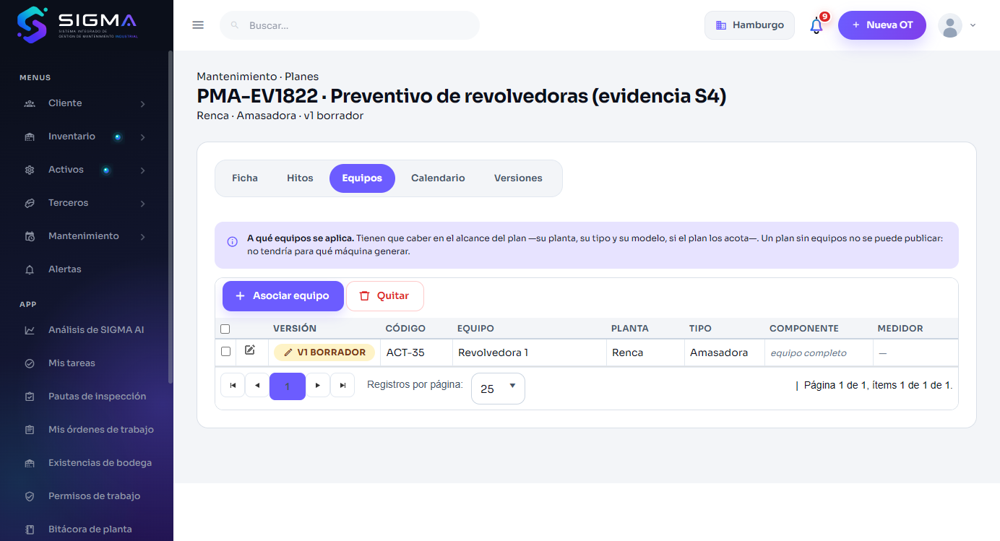 SIGMA
SISTEMA INTEGRADO DE
GESTIÓN DE MANTENIMIENTO INDUSTRIAL
Buscar...
Hamburgo
9
+ Nueva OT
MENUS
Cliente
Inventario
Activos
Terceros
Mantenimiento
Alertas
APP
Análisis de SIGMA AI
Mis tareas
Pautas de inspección
Mis órdenes de trabajo
Existencias de bodega
Permisos de trabajo
Bitácora de planta
Mantenimiento · Planes
PMA-EV1822 · Preventivo de revolvedoras (evidencia S4)
Renca · Amasadora · v1 borrador
Ficha Hitos Equipos Calendario Versiones
A qué equipos se aplica. Tienen que caber en el alcance del plan —su planta, su tipo y su modelo, si el plan los acota—. Un plan sin equipos no se puede publicar:
no tendría para qué máquina generar.
+ Asociar equipo Quitar
VERSIÓN CÓDIGO EQUIPO PLANTA TIPO COMPONENTE MEDIDOR
V1 BORRADOR ACT-35 Revolvedora 1 Renca Amasadora equipo completo —
1 Registros por página: 25 | Página 1 de 1, ítems 1 de 1 de 1.